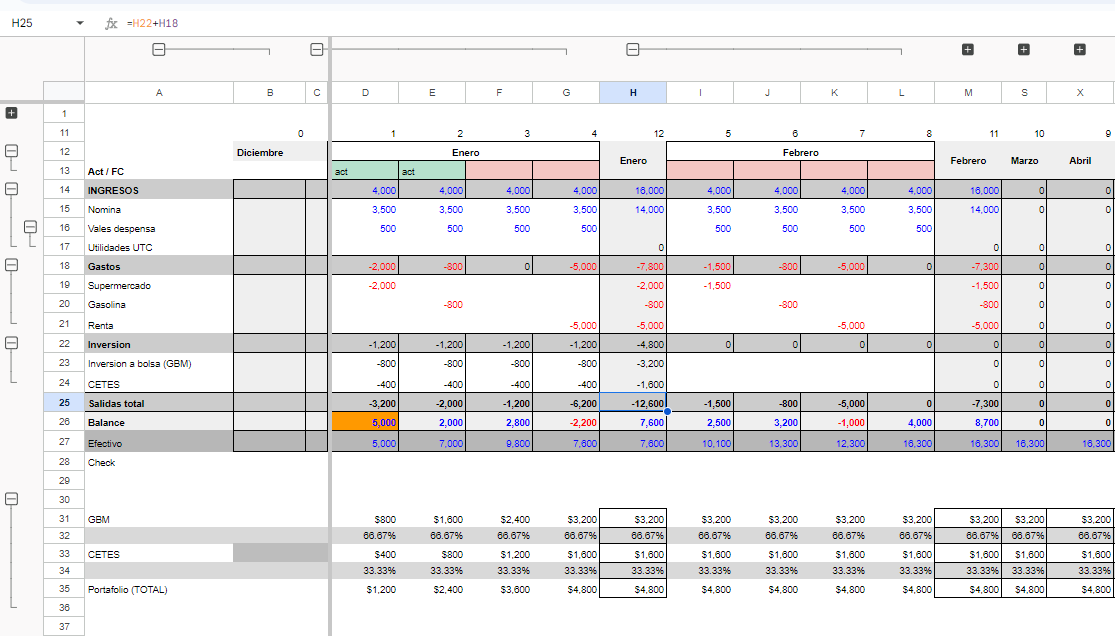 H25 fx =H22+H18
A B C D E F G H I J K L M S X
1
11 0 1 2 3 4 12 5 6 7 8 11 10 9
12 Diciembre Enero Enero Febrero Febrero Marzo Abril
13 Act / FC act act
14 INGRESOS 4,000 4,000 4,000 4,000 16,000 4,000 4,000 4,000 4,000 16,000 0 0
15 Nomina 3,500 3,500 3,500 3,500 14,000 3,500 3,500 3,500 3,500 14,000 0 0
16 Vales despensa 500 500 500 500 500 500 500 500
17 Utilidades UTC 0 0 0 0
18 Gastos -2,000 -800 0 -5,000 -7,800 -1,500 -800 -5,000 0 -7,300 0 0
19 Supermercado -2,000 -2,000 -1,500 -1,500 0 0
20 Gasolina -800 -800 -800 -800 0 0
21 Renta -5,000 -5,000 -5,000 -5,000 0 0
22 Inversion -1,200 -1,200 -1,200 -1,200 -4,800 0 0 0 0 0 0 0
23 Inversion a bolsa (GBM) -800 -800 -800 -800 -3,200 0 0 0
24 CETES -400 -400 -400 -400 -1,600 0 0 0
25 Salidas total -3,200 -2,000 -1,200 -6,200 -12,600 -1,500 -800 -5,000 0 -7,300 0 0
26 Balance 5,000 2,000 2,800 -2,200 7,600 2,500 3,200 -1,000 4,000 8,700 0 0
27 Efectivo 5,000 7,000 9,800 7,600 7,600 10,100 13,300 12,300 16,300 16,300 16,300 16,300
28 Check
29
30
31 GBM $800 $1,600 $2,400 $3,200 $3,200 $3,200 $3,200 $3,200 $3,200 $3,200 $3,200 $3,200
32 66.67% 66.67% 66.67% 66.67% 66.67% 66.67% 66.67% 66.67% 66.67% 66.67% 66.67% 66.67%
33 CETES $400 $800 $1,200 $1,600 $1,600 $1,600 $1,600 $1,600 $1,600 $1,600 $1,600 $1,600
34 33.33% 33.33% 33.33% 33.33% 33.33% 33.33% 33.33% 33.33% 33.33% 33.33% 33.33% 33.33%
35 Portafolio (TOTAL) $1,200 $2,400 $3,600 $4,800 $4,800 $4,800 $4,800 $4,800 $4,800 $4,800 $4,800 $4,800
36
37